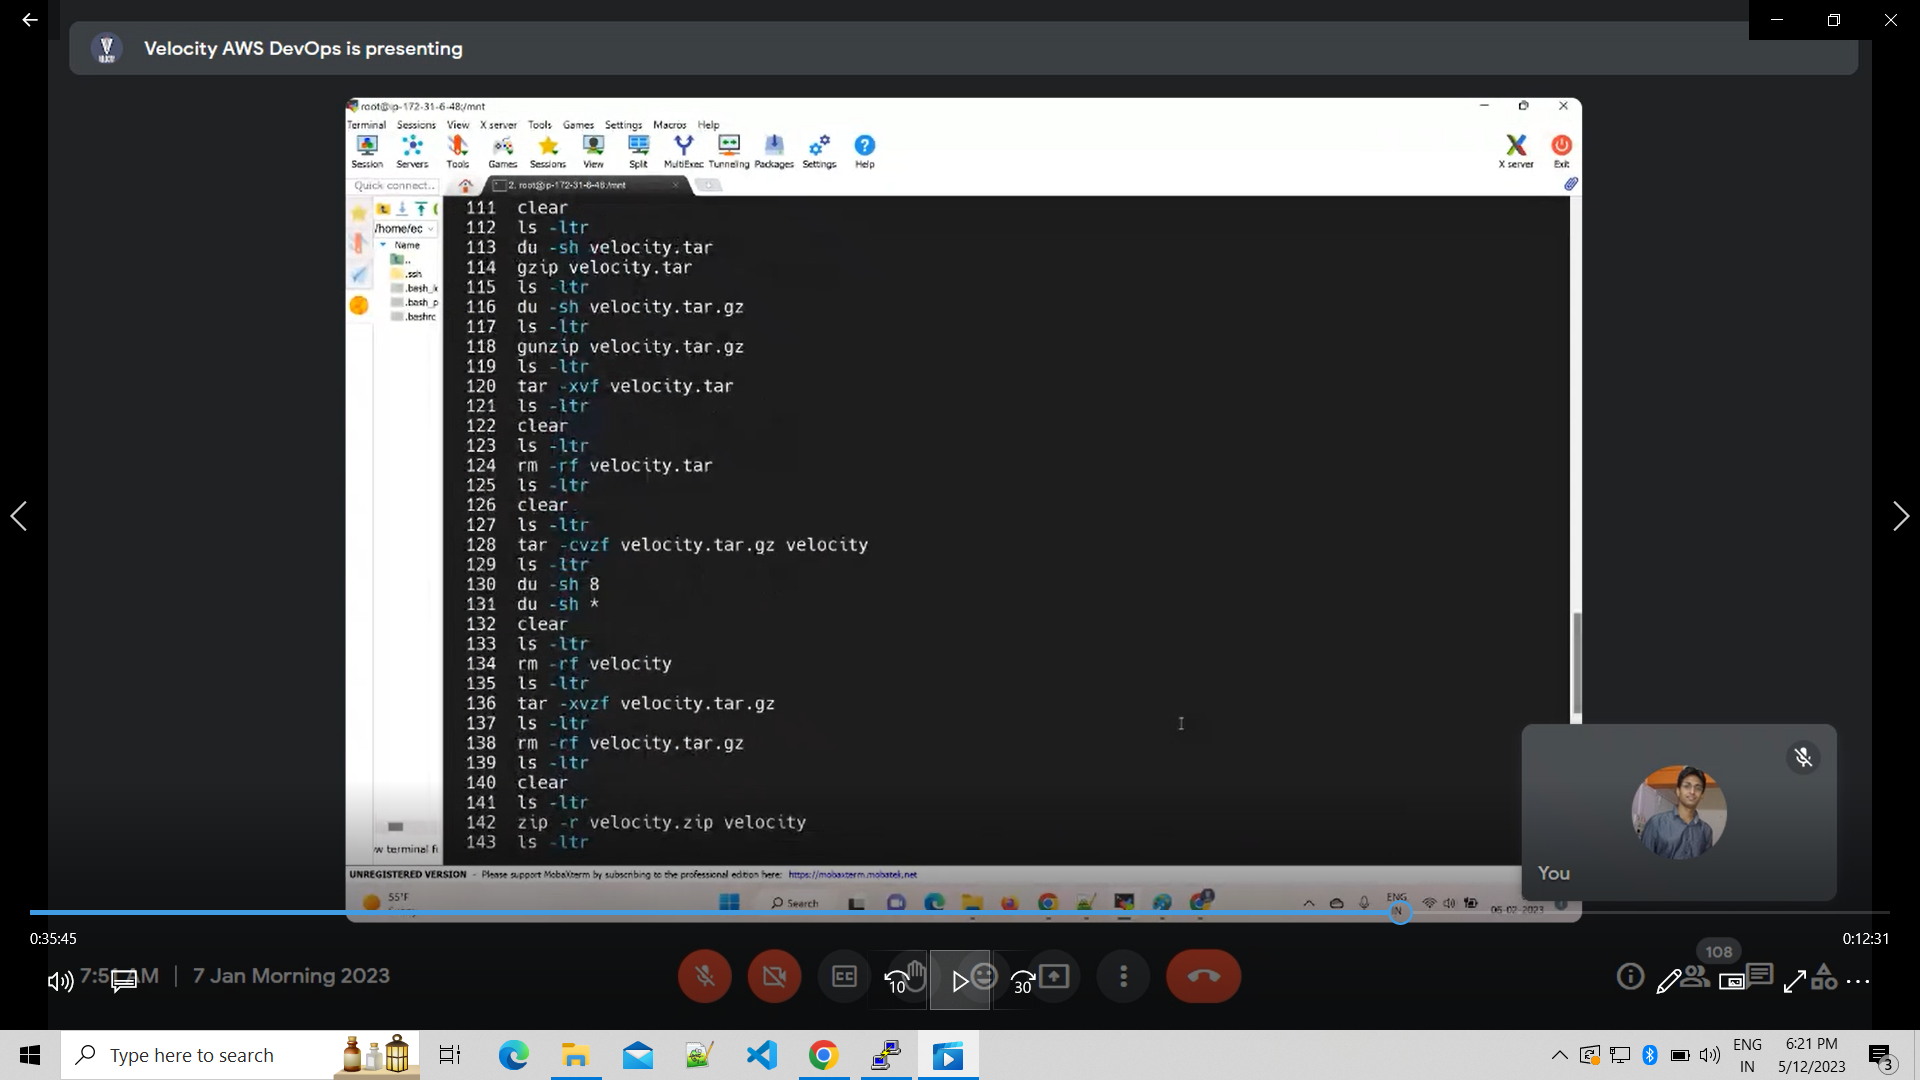 Velocity AWS DevOps is presenting
root@ip-172-31-6-48:/mnt
Terminal Sessions View X server Tools Games Settings Macros Help
Session Servers Tools Games Sessions View Split MultiExec Tunneling Packages Settings Help X server Exit
Quick connect... 2. root@ip-172-31-6-48:/mnt
/home/ec
Name
..
.ssh
.bash_
.bash_p
.bashrc
111 clear
112 ls -ltr
113 du -sh velocity.tar
114 gzip velocity.tar
115 ls -ltr
116 du -sh velocity.tar.gz
117 ls -ltr
118 gunzip velocity.tar.gz
119 ls -ltr
120 tar -xvf velocity.tar
121 ls -ltr
122 clear
123 ls -ltr
124 rm -rf velocity.tar
125 ls -ltr
126 clear
127 ls -ltr
128 tar -cvzf velocity.tar.gz velocity
129 ls -ltr
130 du -sh 8
131 du -sh *
132 clear
133 ls -ltr
134 rm -rf velocity
135 ls -ltr
136 tar -xvzf velocity.tar.gz
137 ls -ltr
138 rm -rf velocity.tar.gz
139 ls -ltr
140 clear
141 ls -ltr
142 zip -r velocity.zip velocity
143 ls -ltr
w terminal f
UNREGISTERED VERSION - Please support MobaXterm by subscribing to the professional edition here: https://mobaxterm.mobatek.net
You
55°F
Search
ENG
IN
06-02-2023
0:35:45
0:12:31
7 Jan Morning 2023
10
30
108
Type here to search
ENG
IN
6:21 PM
5/12/2023
3